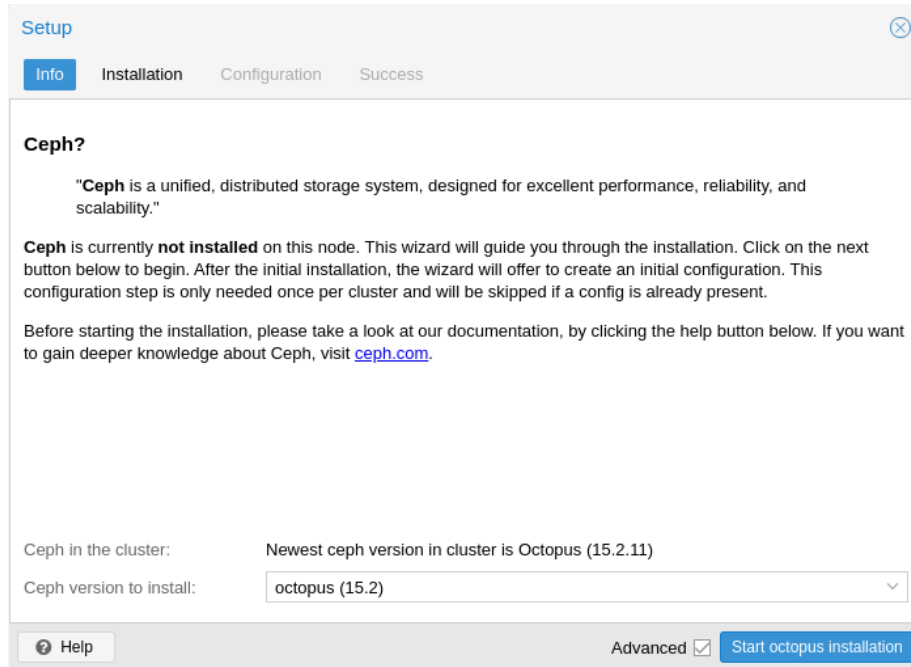 Setup
Info Installation Configuration Success
Ceph?
"Ceph is a unified, distributed storage system, designed for excellent performance, reliability, and
scalability."
Ceph is currently not installed on this node. This wizard will guide you through the installation. Click on the next
button below to begin. After the initial installation, the wizard will offer to create an initial configuration. This
configuration step is only needed once per cluster and will be skipped if a config is already present.
Before starting the installation, please take a look at our documentation, by clicking the help button below. If you want
to gain deeper knowledge about Ceph, visit ceph.com.
Ceph in the cluster: Newest ceph version in cluster is Octopus (15.2.11)
Ceph version to install: octopus (15.2)
Help Advanced Start octopus installation